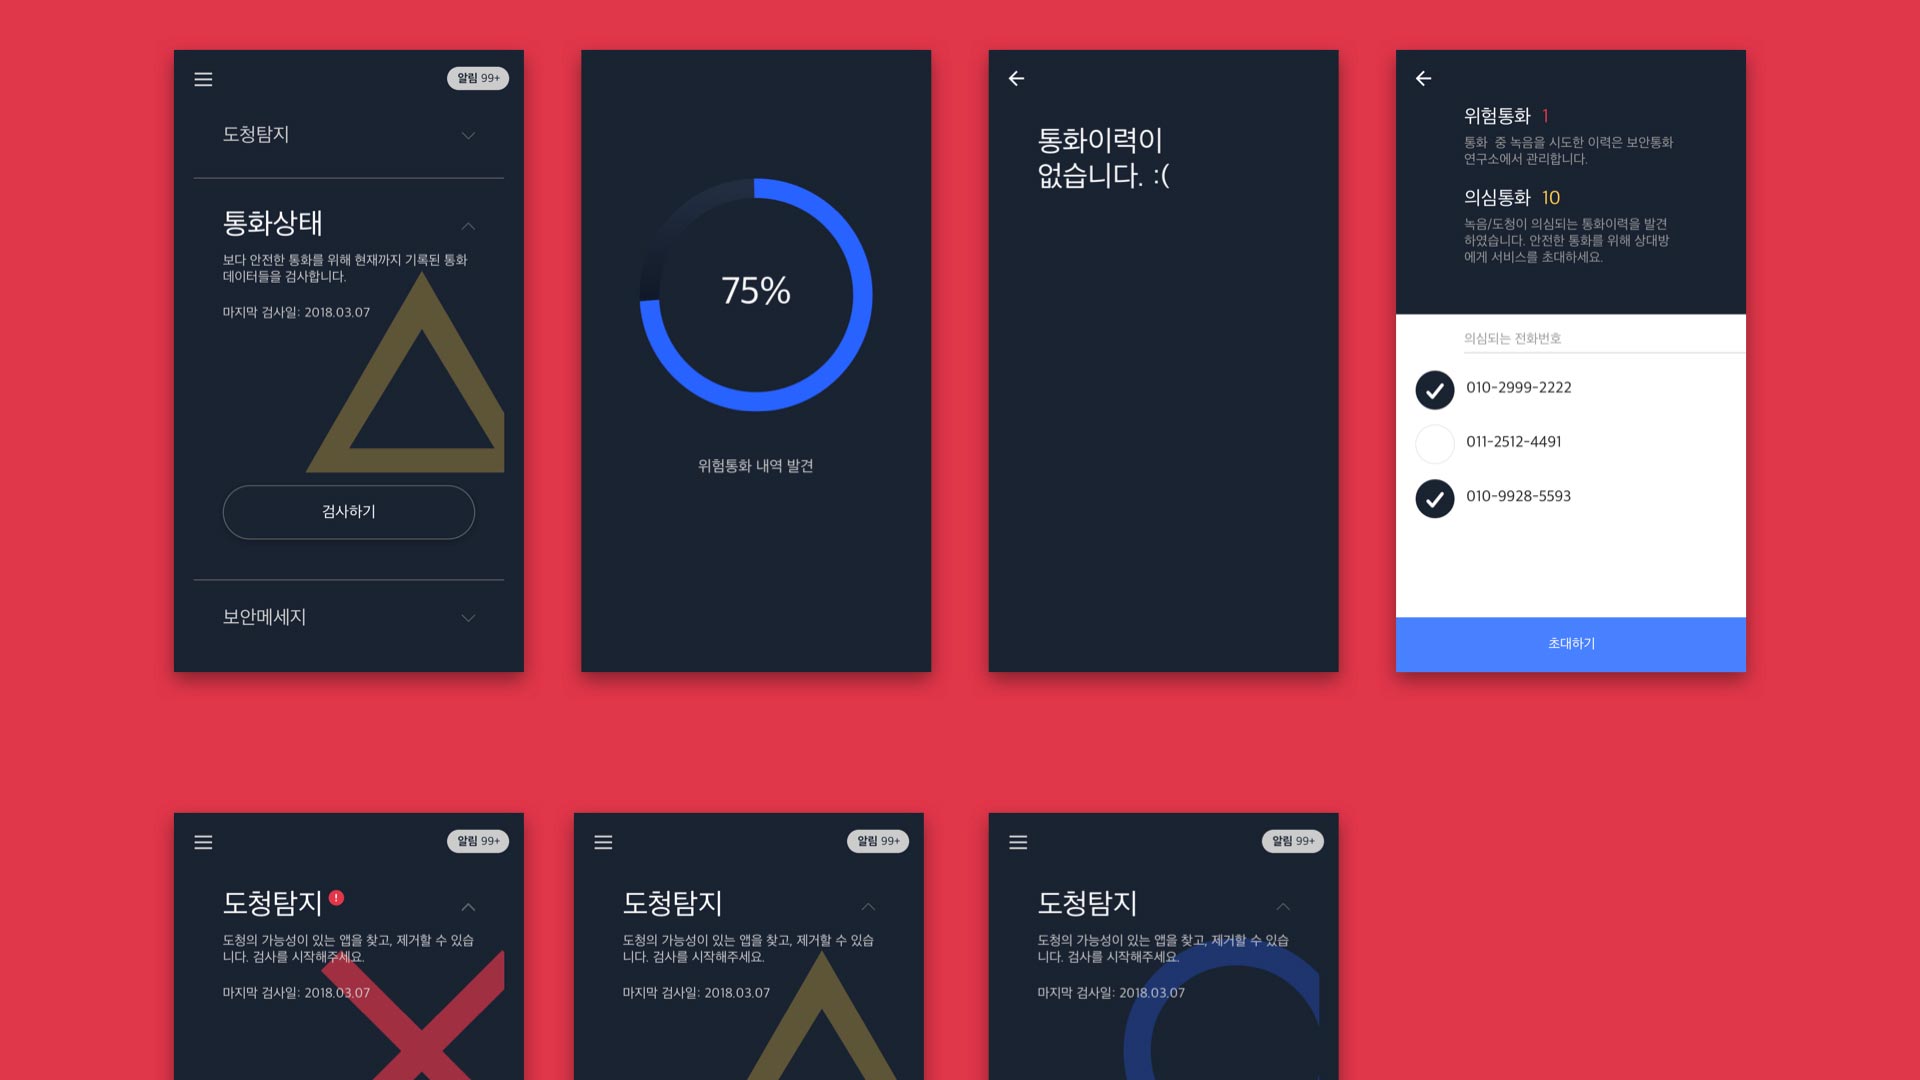 알림 99+
도청탐지
통화상태
보다 안전한 통화를 위해 현재까지 기록된 통화
데이터들을 검사합니다.
마지막 검사일: 2018.03.07
검사하기
보안메세지
75%
위험통화 내역 발견
통화이력이
없습니다. :(
위험통화 1
통화 중 녹음을 시도한 이력은 보안통화
연구소에서 관리합니다.
의심통화 10
녹음/도청이 의심되는 통화이력을 발견
하였습니다. 안전한 통화를 위해 상대방
에게 서비스를 초대하세요.
의심되는 전화번호
010-2999-2222
011-2512-4491
010-9928-5593
초대하기
알림 99+
도청탐지 !
도청의 가능성이 있는 앱을 찾고, 제거할 수 있습
니다. 검사를 시작해주세요.
마지막 검사일: 2018.03.07
알림 99+
도청탐지
도청의 가능성이 있는 앱을 찾고, 제거할 수 있습
니다. 검사를 시작해주세요.
마지막 검사일: 2018.03.07
알림 99+
도청탐지
도청의 가능성이 있는 앱을 찾고, 제거할 수 있습
니다. 검사를 시작해주세요.
마지막 검사일: 2018.03.07